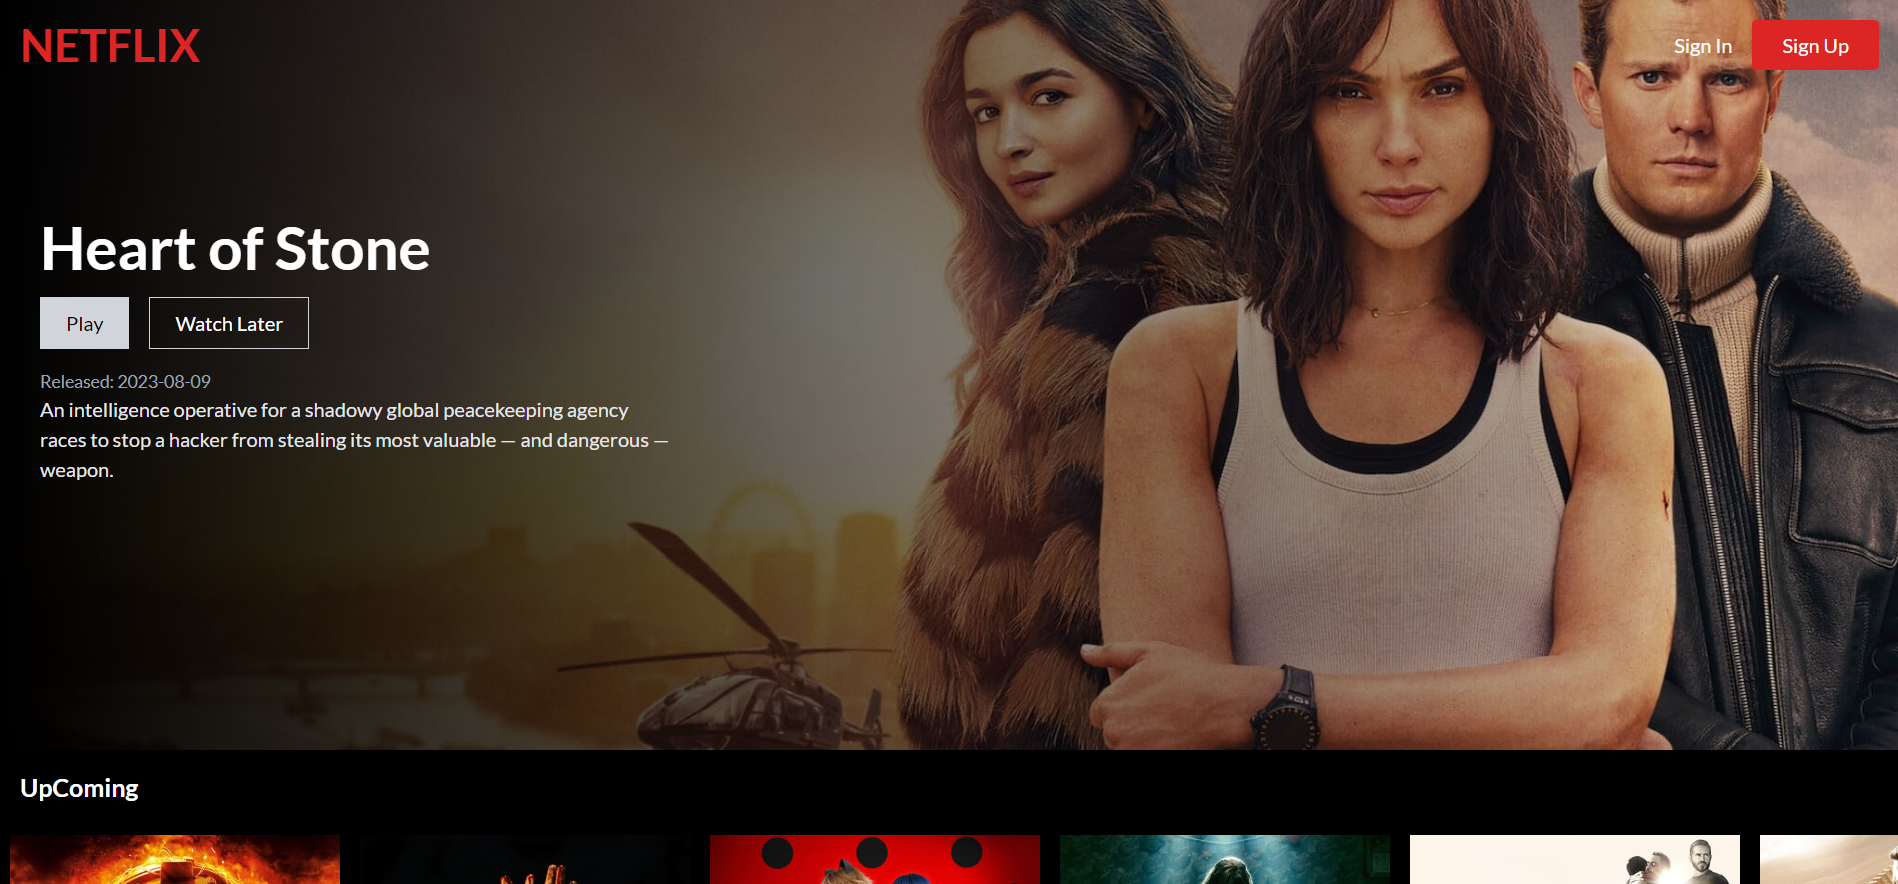 NETFLIX
Sign In
Sign Up
Heart of Stone
Play
Watch Later
Released: 2023-08-09
An intelligence operative for a shadowy global peacekeeping agency
races to stop a hacker from stealing its most valuable — and dangerous —
weapon.
UpComing